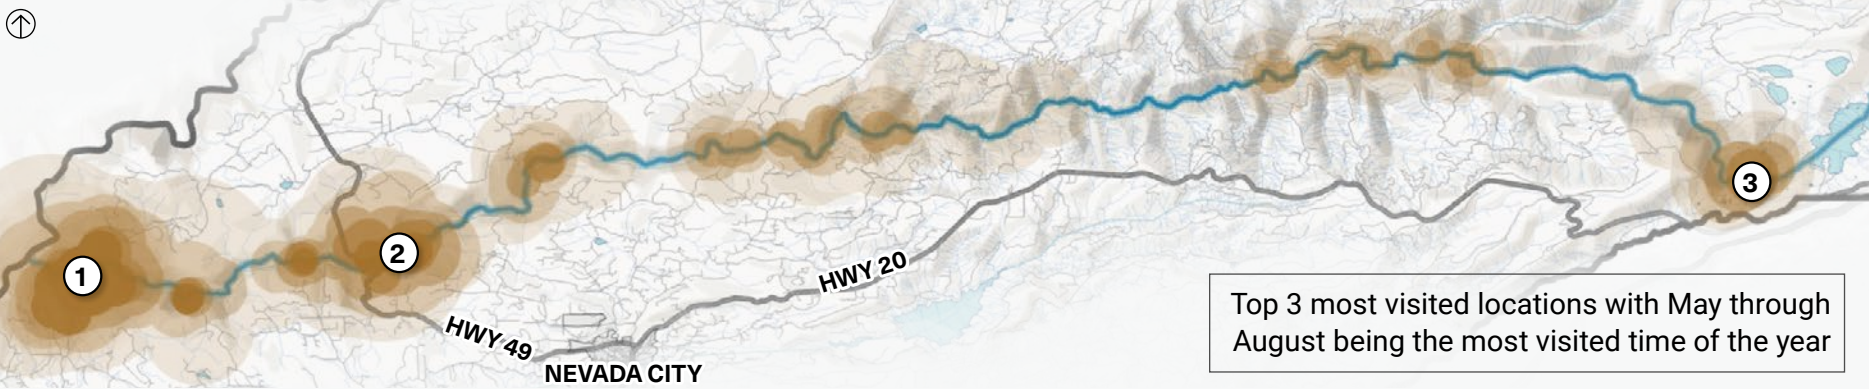 1
2
3
HWY 20
HWY 49
NEVADA CITY
Top 3 most visited locations with May through
August being the most visited time of the year